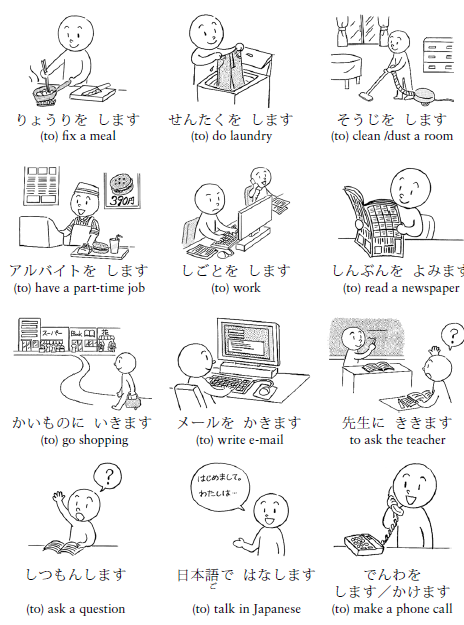 りょうりを します
(to) fix a meal
せんたくを します
(to) do laundry
そうじを します
(to) clean /dust a room
390円
アルバイトを します
(to) have a part-time job
しごとを します
(to) work
しんぶんを よみます
(to) read a newspaper
スーパー
Book
花
かいものに いきます
(to) go shopping
メールを かきます
(to) write e-mail
?
先生に ききます
to ask the teacher
?
しつもんします
(to) ask a question
はじめまして。
わたしは…
日本語で はなします
ご
(to) talk in Japanese
でんわを
します／かけます
(to) make a phone call